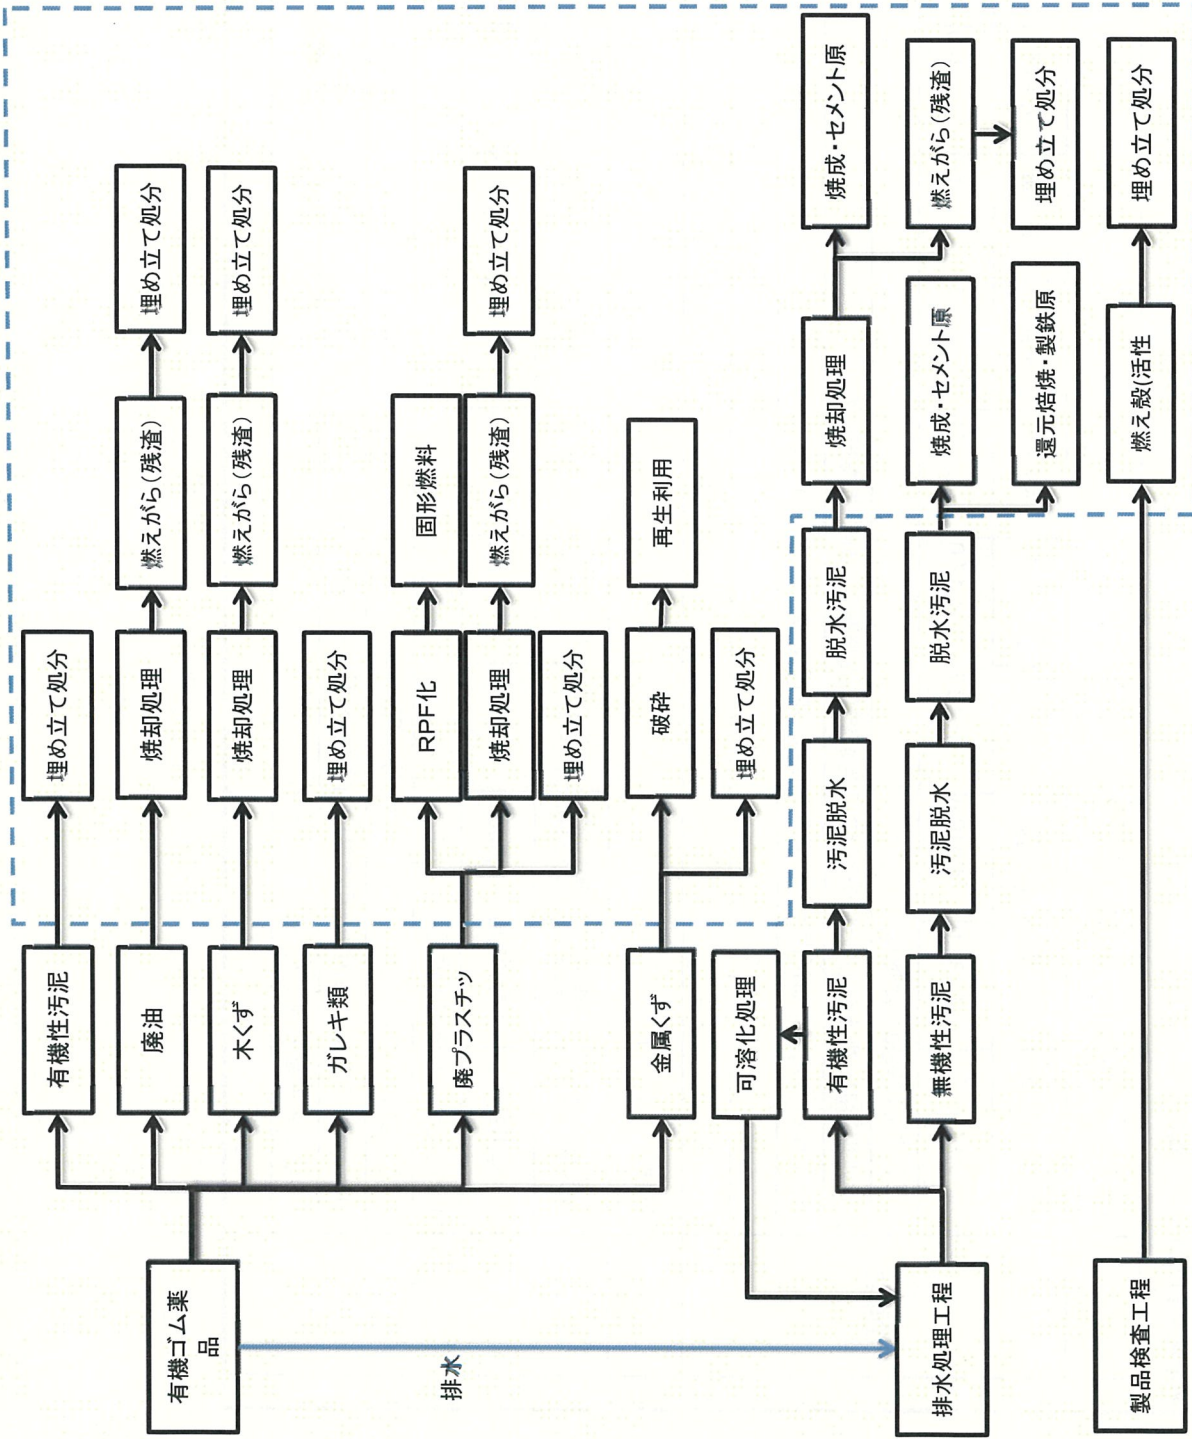 有機ゴム薬
品
有機性汚泥
埋め立て処分
廃油
焼却処理
燃えがら(残渣)
埋め立て処分
木くず
焼却処理
燃えがら(残渣)
埋め立て処分
ガレキ類
埋め立て処分
廃プラスチッ
RPF化
固形燃料
焼却処理
燃えがら(残渣)
埋め立て処分
埋め立て処分
排水
金属くず
破砕
再生利用
埋め立て処分
可溶化処理
排水処理工程
有機性汚泥
汚泥脱水
脱水汚泥
焼却処理
焼成・セメント原
燃えがら(残渣)
埋め立て処分
無機性汚泥
汚泥脱水
脱水汚泥
焼成・セメント原
還元焙焼・製鉄原
製品検査工程
燃え殻(活性
埋め立て処分